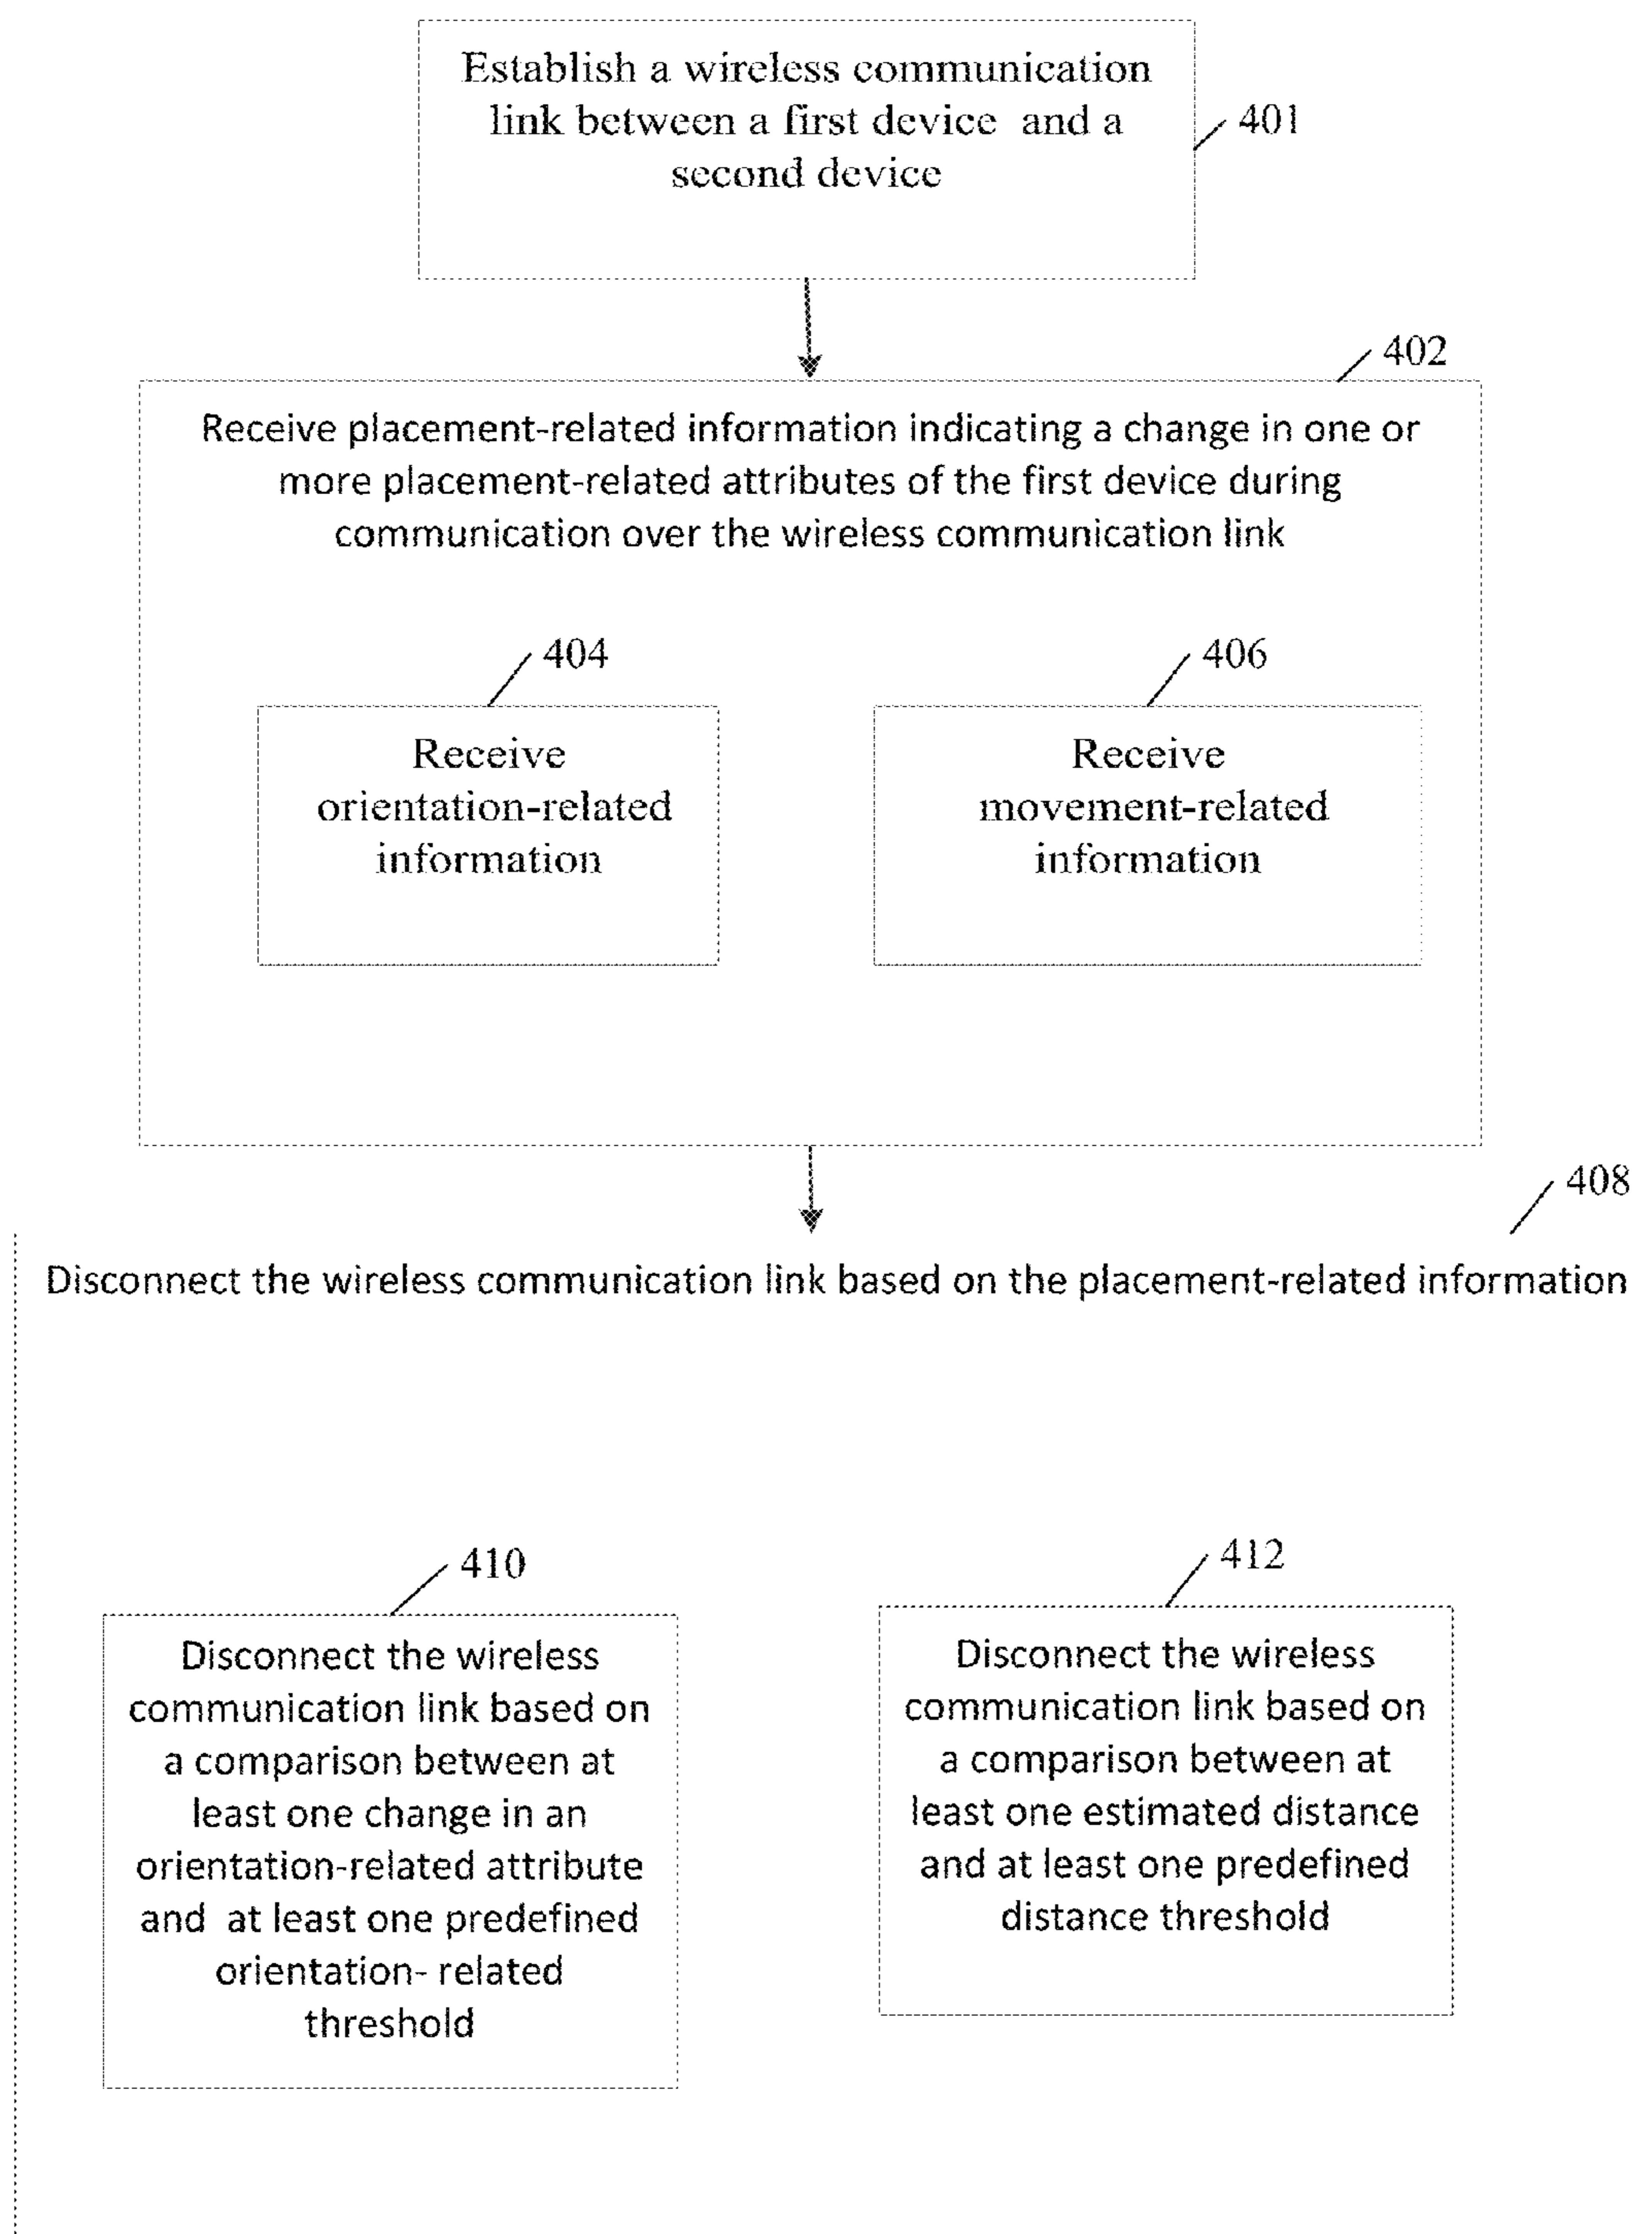 Establish a wireless communication
link between a first device and a
second device
401
402
Receive placement-related information indicating a change in one or
more placement-related attributes of the first device during
communication over the wireless communication link
404
406
Receive
orientation-related
information
Receive
movement-related
information
408
Disconnect the wireless communication link based on the placement-related information
410
412
Disconnect the wireless
communication link based on
a comparison between at
least one change in an
orientation-related attribute
and at least one predefined
orientation- related
threshold
Disconnect the wireless
communication link based on
a comparison between at
least one estimated distance
and at least one predefined
distance threshold